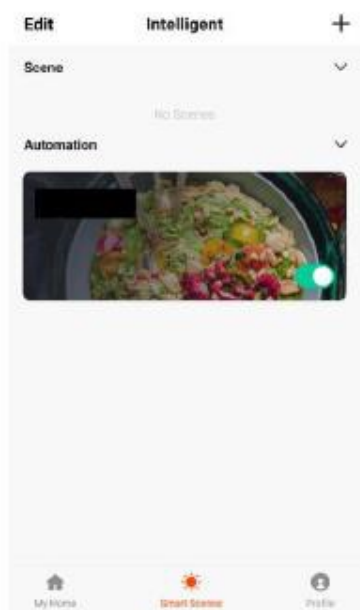 Edit Intelligent +
Scene
No Scenes
Automation
My Home Smart Scenes Profile